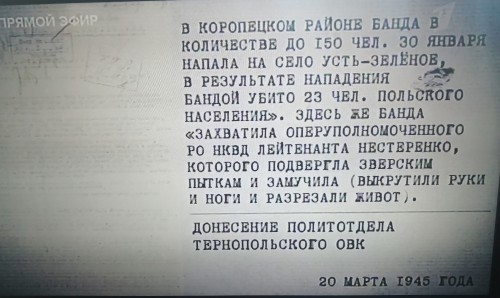 ПРЯМОЙ ЭФИР
В КОРОПЕЦКОМ РАЙОНЕ БАНДА В
КОЛИЧЕСТВЕ ДО 150 ЧЕЛ. 30 ЯНВАРЯ
НАПАЛА НА СЕЛО УСТЬ-ЗЕЛЁНОЕ,
В РЕЗУЛЬТАТЕ НАПАДЕНИЯ
БАНДОЙ УБИТО 23 ЧЕЛ. ПОЛЬСКОГО
НАСЕЛЕНИЯ». ЗДЕСЬ ЖЕ БАНДА
«ЗАХВАТИЛА ОПЕРУПОЛНОМОЧЕННОГО
РО НКВД ЛЕЙТЕНАНТА НЕСТЕРЕНКО,
КОТОРОГО ПОДВЕРГЛА ЗВЕРСКИМ
ПЫТКАМ И ЗАМУЧИЛА (ВЫКРУТИЛИ РУКИ
И НОГИ И РАЗРЕЗАЛИ ЖИВОТ).
ДОНЕСЕНИЕ ПОЛИТОТДЕЛА
ТЕРНОПОЛЬСКОГО ОВК
20 МАРТА 1945 ГОДА